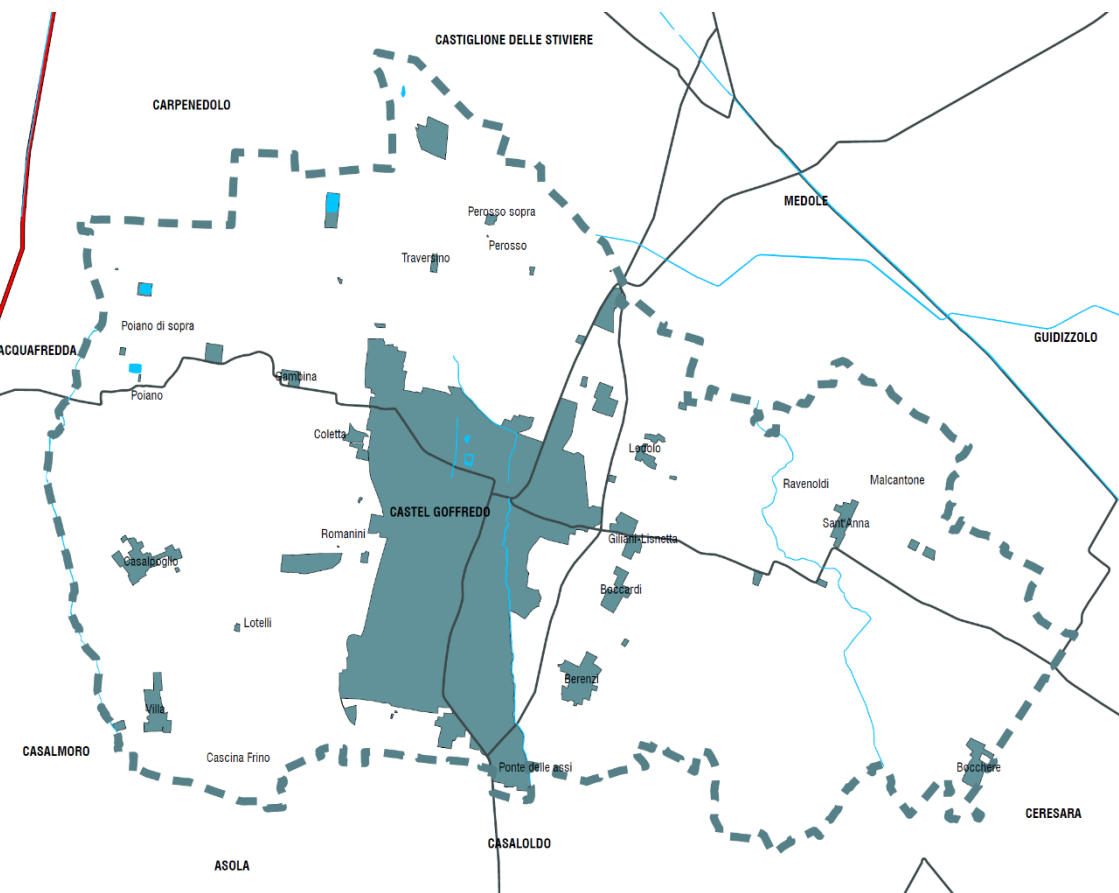 CASTIGLIONE DELLE STIVIERE
CARPENEDOLO
MEDOLE
Perosso sopra
Perosso
Traversino
Poiano di sopra
GUIDIZZOLO
ACQUAFREDDA
Gambina
Poiano
Coletta
Lodolo
Malcantone
Ravenoldi
CASTEL GOFFREDO
Sant'Anna
Romanini
Giliani-Lisnetta
Casalpoglio
Boccardi
Lotelli
Berenzi
Villa
CASALMORO
Cascina Frino
Ponte delle assi
Bocchere
CERESARA
CASALOLDO
ASOLA